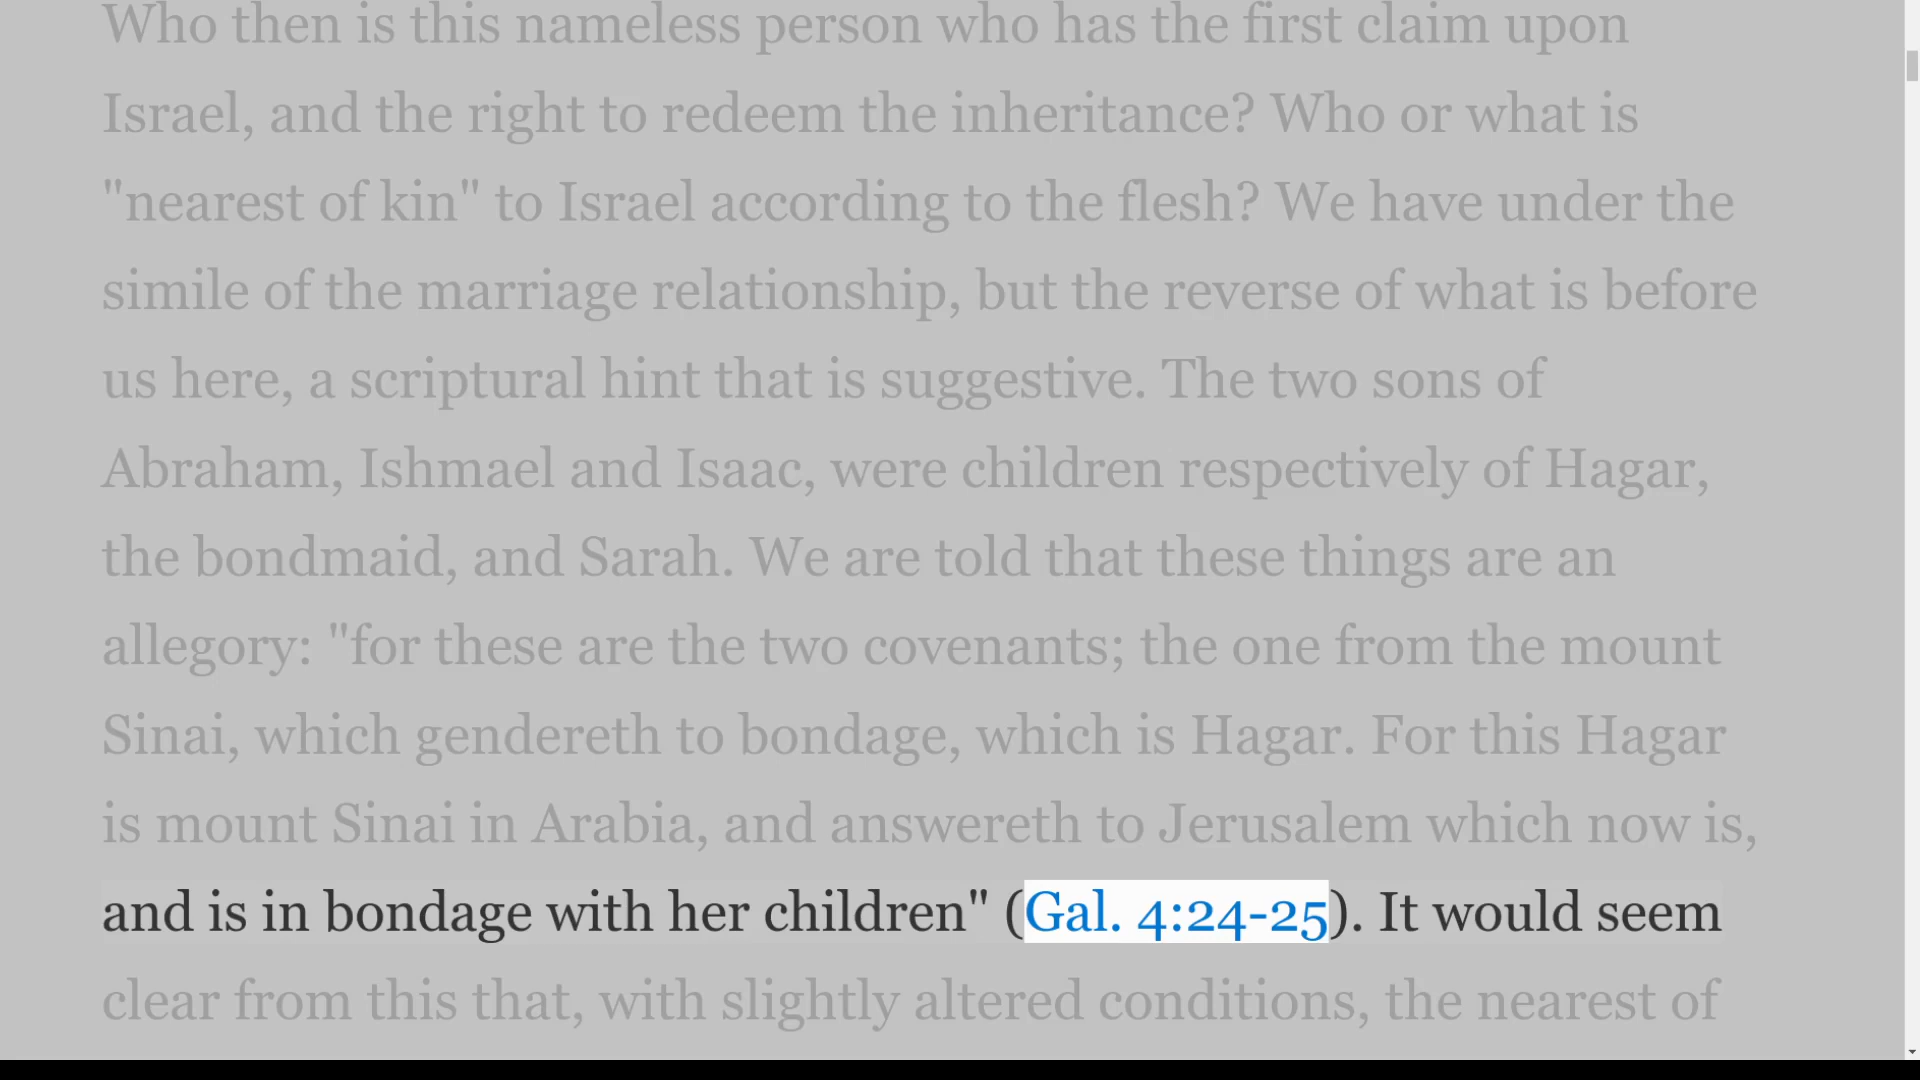 Who then is this nameless person who has the first claim upon
Israel, and the right to redeem the inheritance? Who or what is
"nearest of kin" to Israel according to the flesh? We have under the
simile of the marriage relationship, but the reverse of what is before
us here, a scriptural hint that is suggestive. The two sons of
Abraham, Ishmael and Isaac, were children respectively of Hagar,
the bondmaid, and Sarah. We are told that these things are an
allegory: "for these are the two covenants; the one from the mount
Sinai, which gendereth to bondage, which is Hagar. For this Hagar
is mount Sinai in Arabia, and answereth to Jerusalem which now is,
and is in bondage with her children" (Gal. 4:24-25). It would seem
clear from this that, with slightly altered conditions, the nearest of